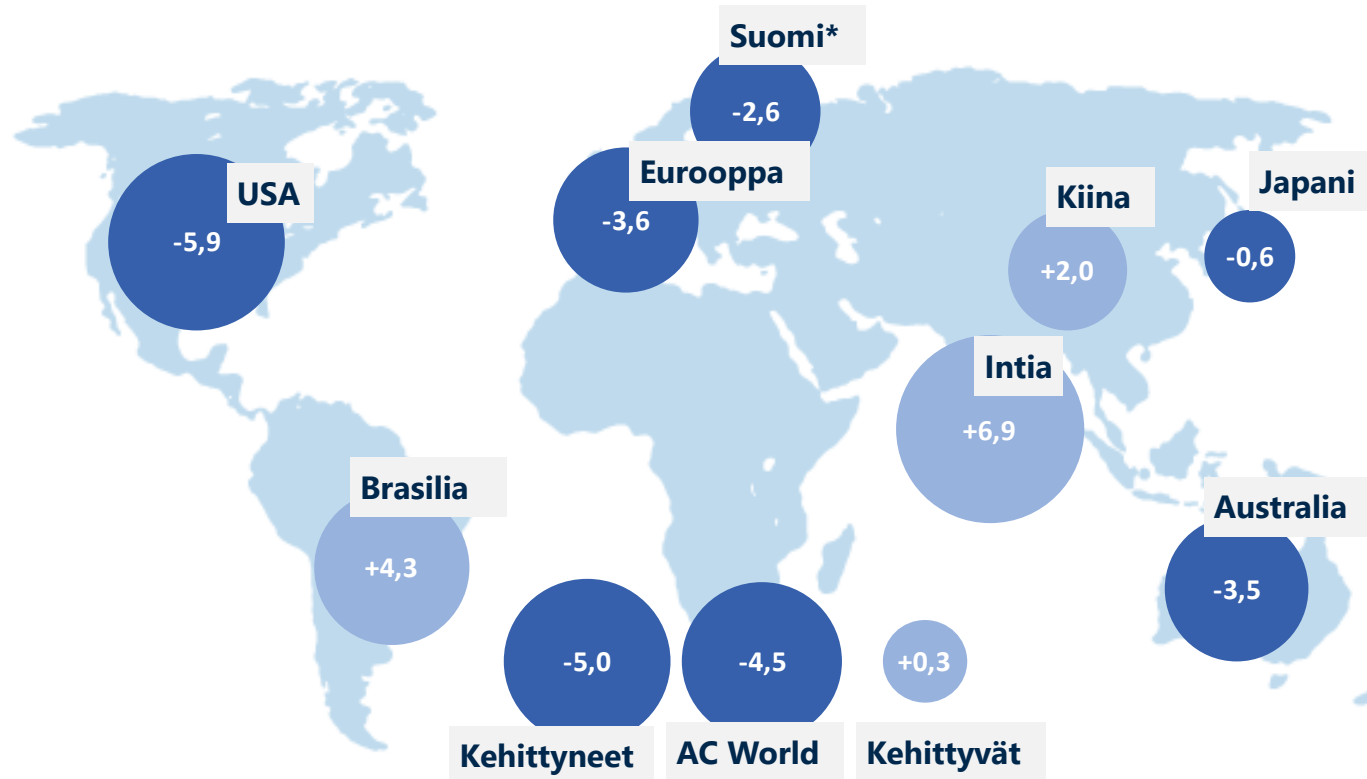 Suomi*
-2,6
Eurooppa
-3,6
USA
-5,9
Kiina
+2,0
Japani
-0,6
Intia
+6,9
Brasilia
+4,3
Australia
-3,5
-5,0
Kehittyneet
-4,5
AC World
+0,3
Kehittyvät